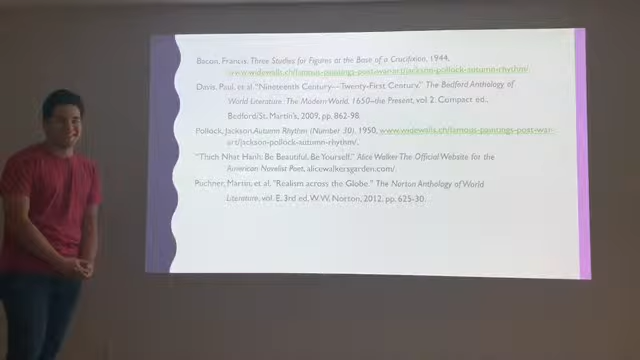 Bacon, Francis. Three Studies for Figures at the Base of a Crucifixion, 1944,
www.widewalls.ch/famous-paintings-post-wanart/jackson-pollock-autumn-rhythm/.
Davis, Paul, et al. "Nineteenth Century—Twenty-First Century." The Bedford Anthology of
World Literature: The Modern World, 1650-the Present, vol 2. Compact ed.,
Bedford/St. Martin's, 2009, pp. 862-98.
Pollock, Jackson. Autumn Rhythm (Number 30). 1950, www.widewalls.ch/famous-paintings-post-war-
art/jackson-pollock-autumn-rhythm/.
"Thich Nhat Hanh: Be Beautiful, Be Yourself." Alice Walker The Official Website for the
American Novelist Poet, alicewalkersgarden.com/.
Puchner, Martin, et al. "Realism across the Globe." The Norton Anthology of World
Literature, vol. E, 3rd ed, W. W. Norton, 2012, pp. 625-30.